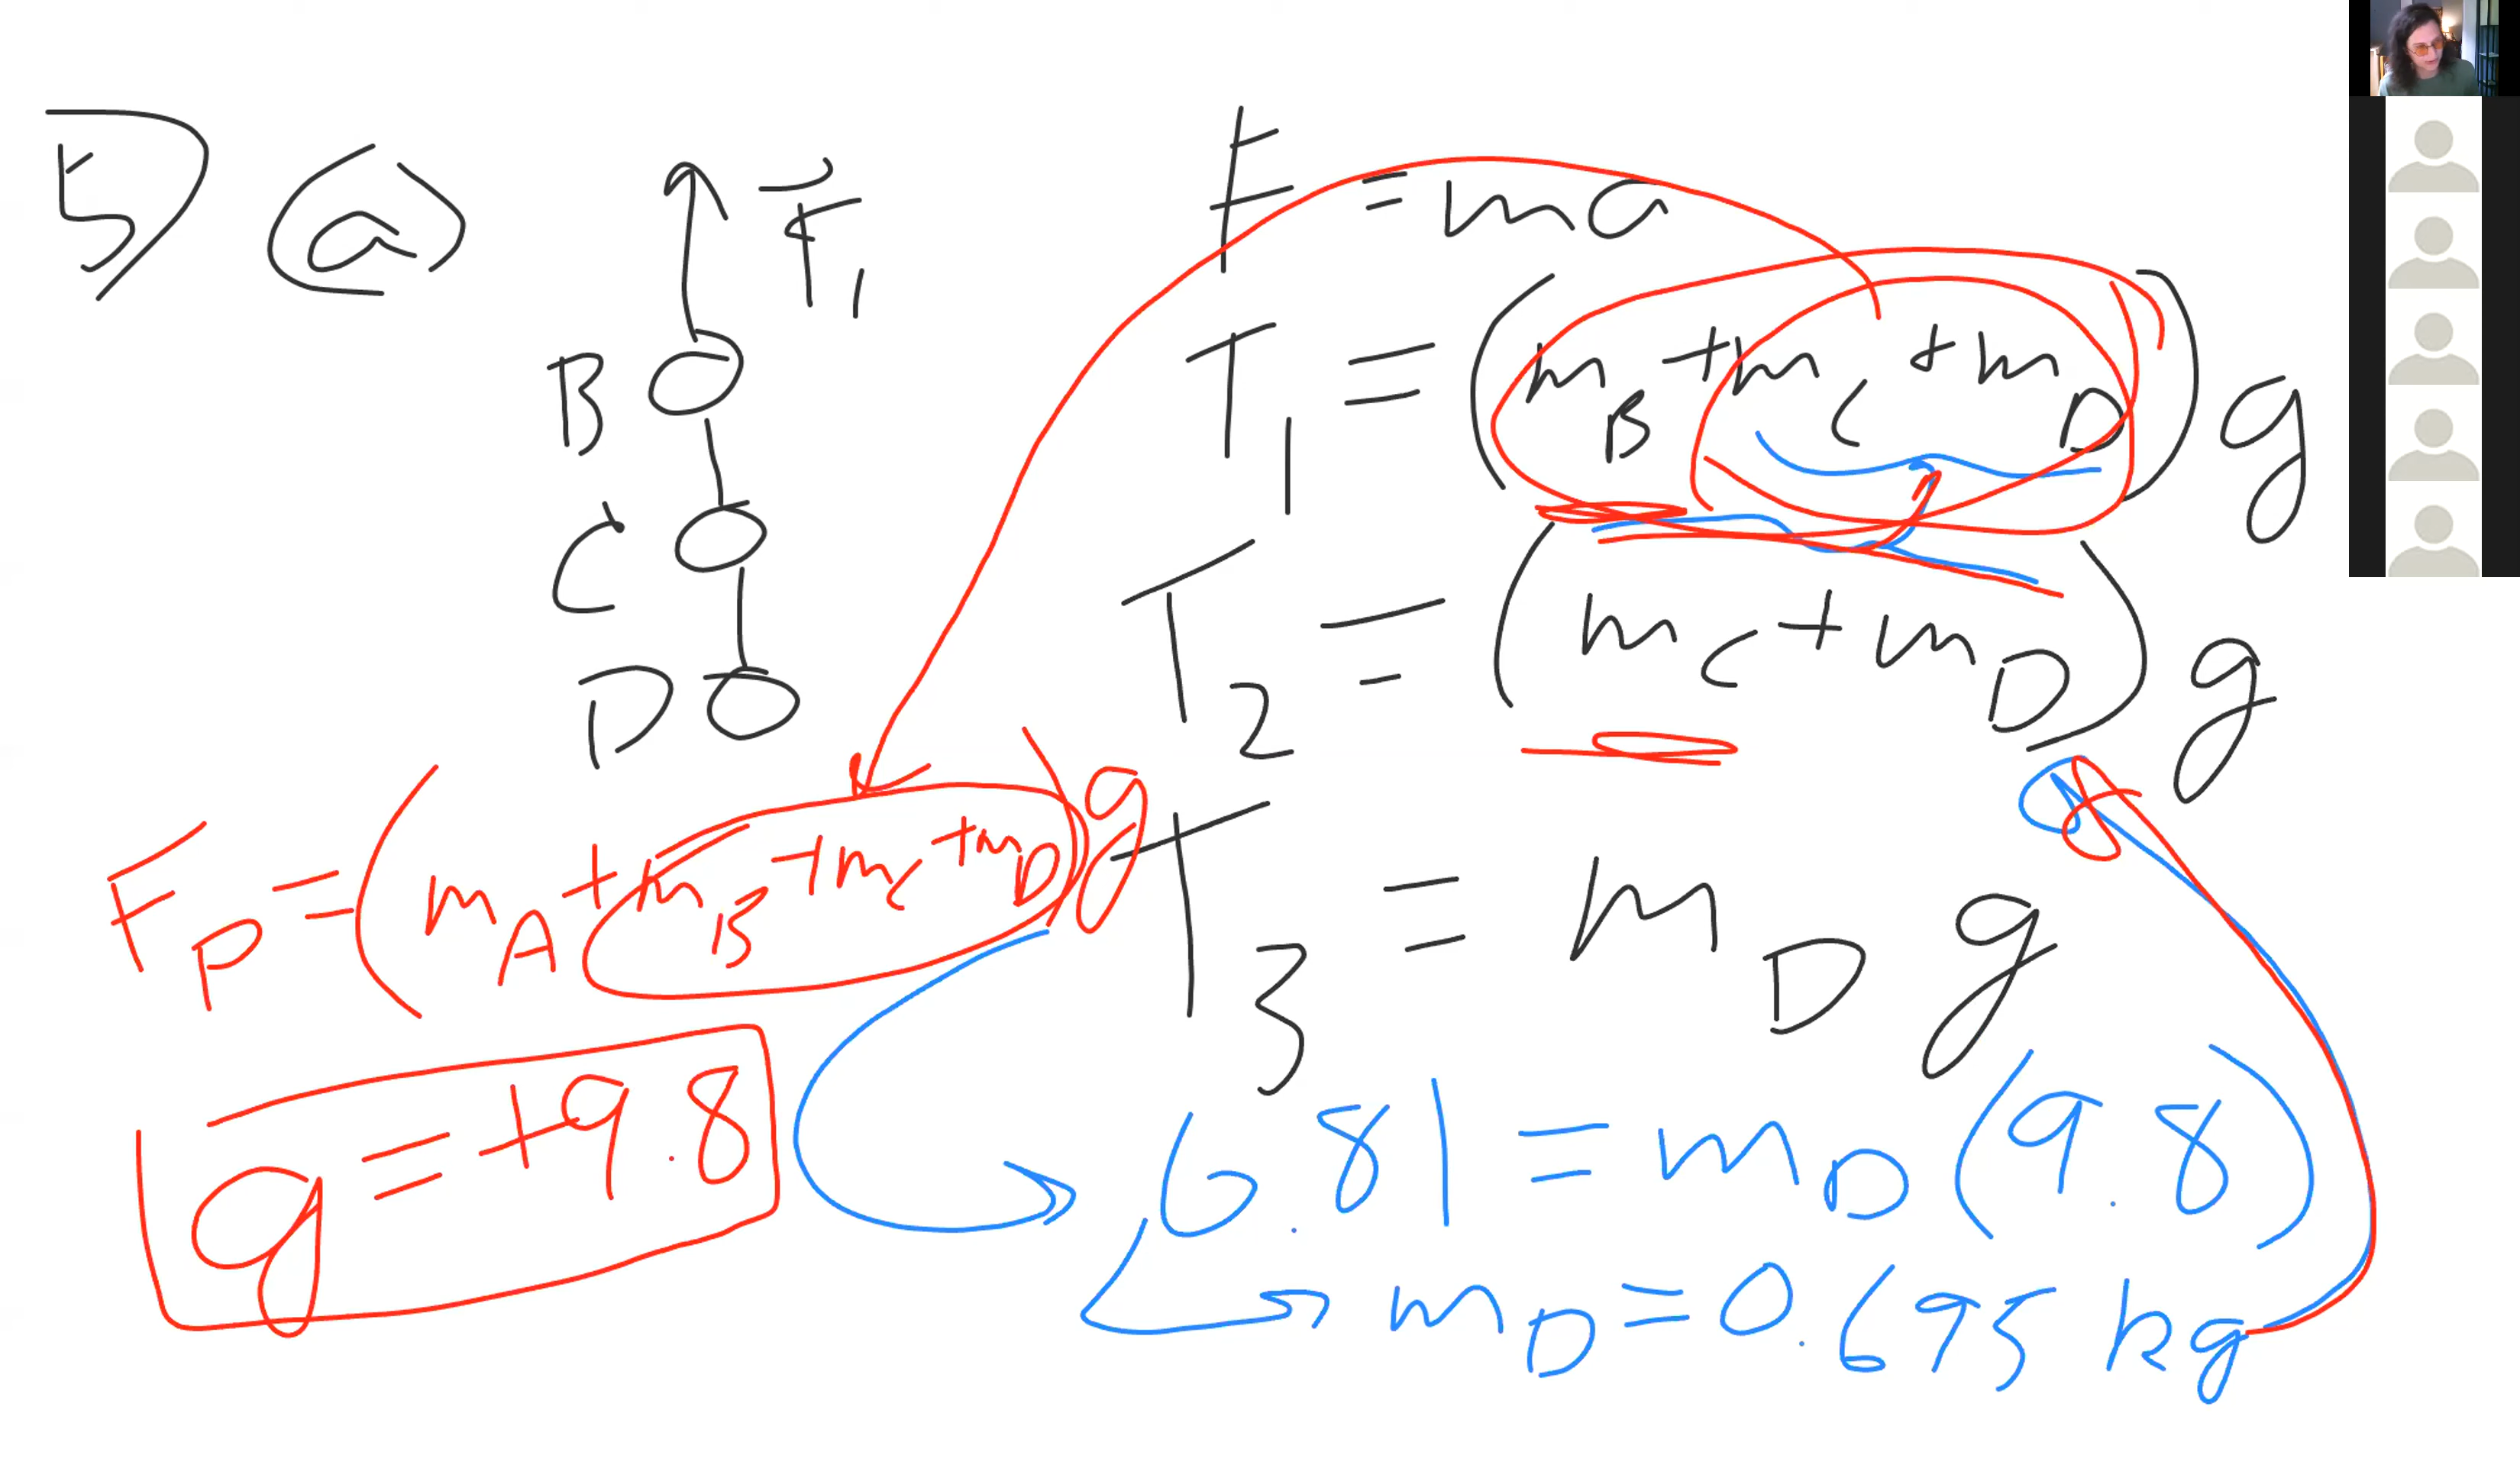 5) (a)
T₁
F = ma
B
T₁ = (m_B + m_C + m_D) g
C
T₂ = (m_C + m_D) g
D
F_P = (m_A + m_B + m_C + m_D) g
T₃ = m_D g
g = +9.8
6.81 = m_D (9.8)
m_D = 0.695 kg